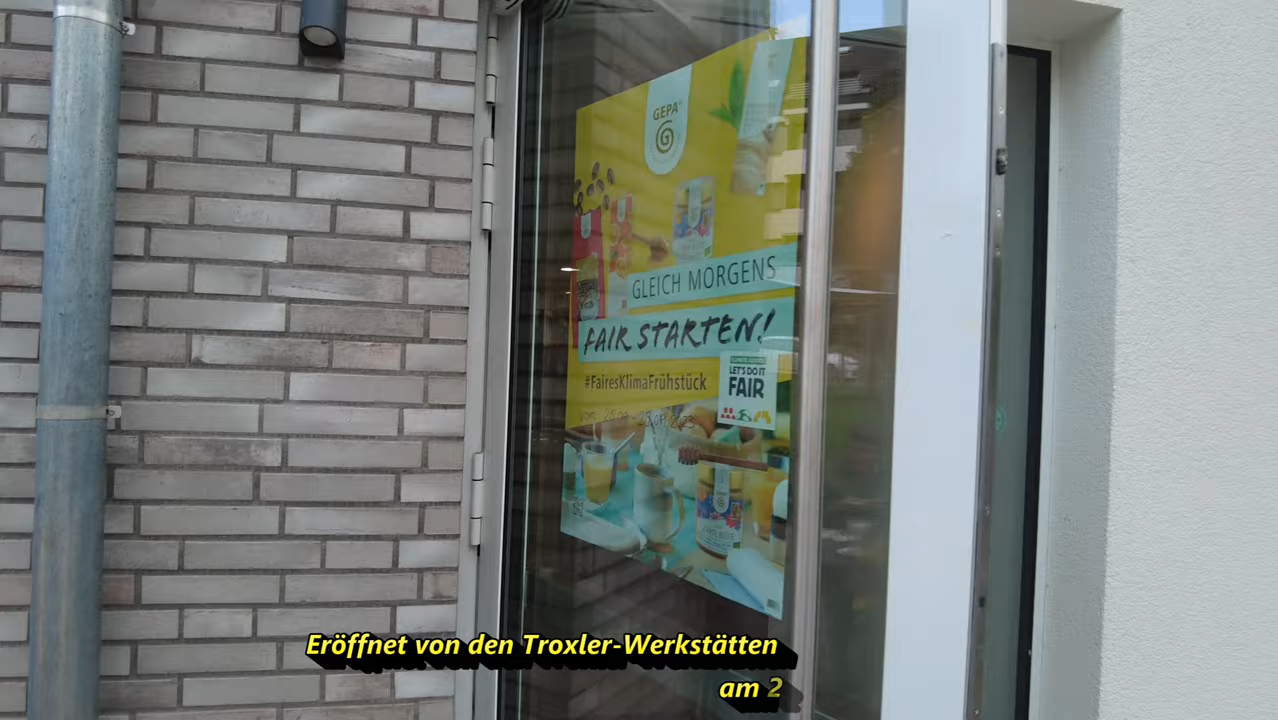 GEPA
GLEICH MORGENS
FAIR STARTEN!
#FairesKlimaFrühstück
LET'S DO IT
FAIR
Eröffnet von den Troxler-Werkstätten
am 2